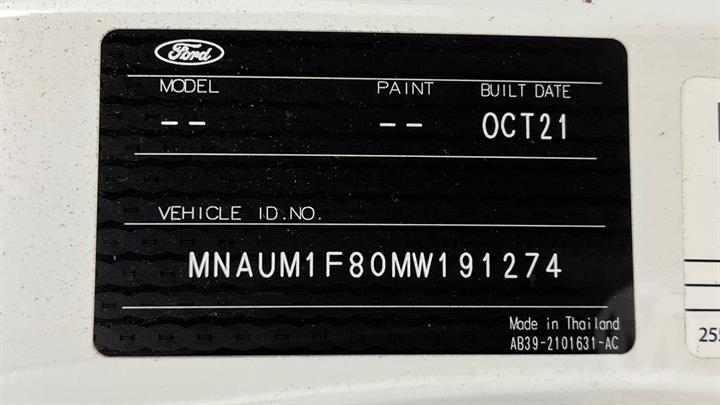 Ford
MODEL PAINT BUILT DATE
-- -- OCT21
VEHICLE ID.NO.
MNAUM1F80MW191274
Made in Thailand
AB39-2101631-AC